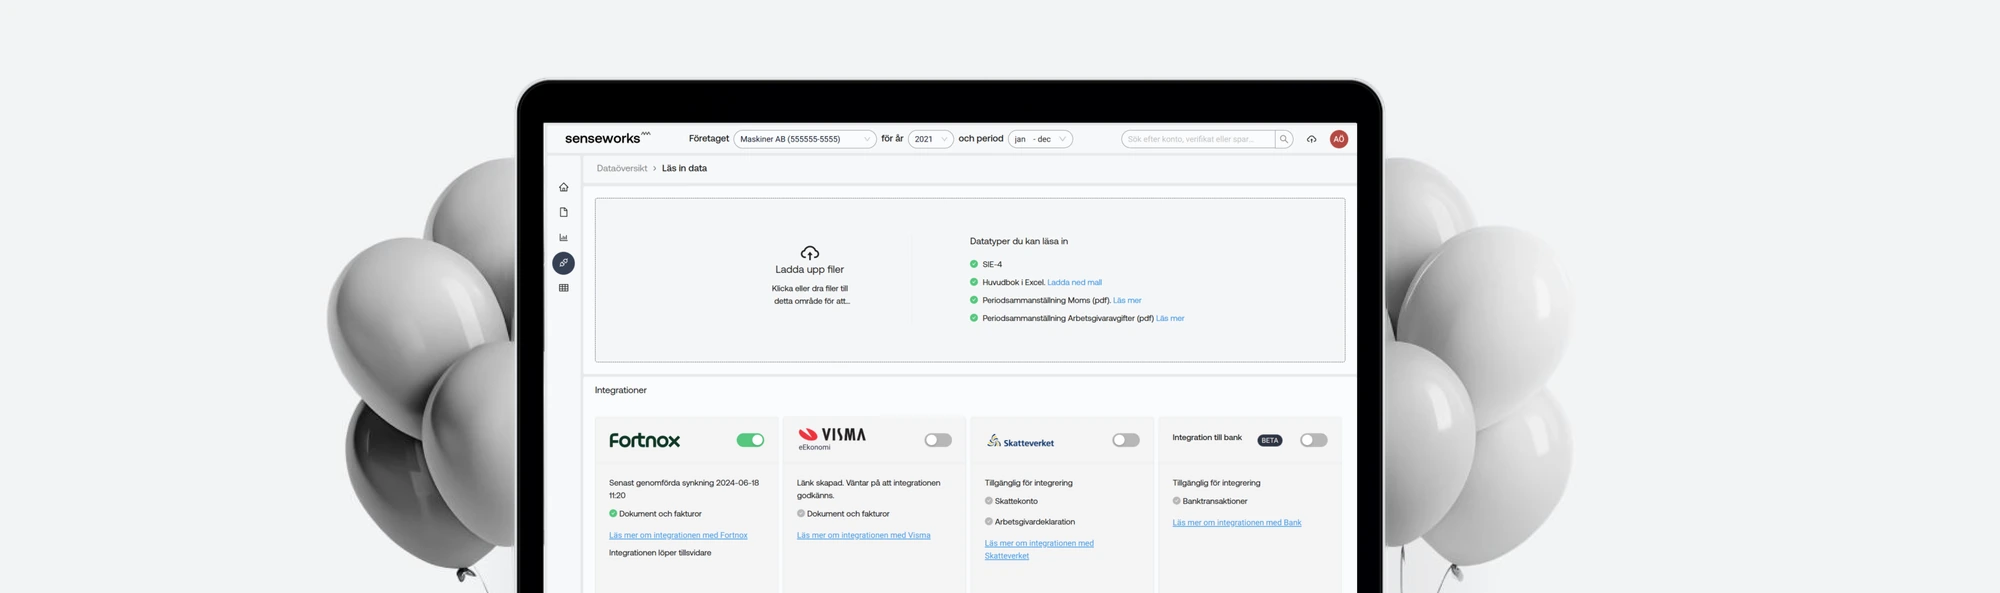 senseworks
Företaget Maskiner AB (555555-5555) för år 2021 och period jan - dec Sök efter konto, verifikat eller spar... AÖ
Dataöversikt > Läs in data
Ladda upp filer
Klicka eller dra filer till
detta område för att...
Datatyper du kan läsa in
SIE-4
Huvudbok i Excel. Ladda ned mall
Periodsammanställning Moms (pdf). Läs mer
Periodsammanställning Arbetsgivaravgifter (pdf) Läs mer
Integrationer
Fortnox
Senast genomförda synkning 2024-06-18
11:20
Dokument och fakturor
Läs mer om integrationen med Fortnox
Integrationen löper tillsvidare
VISMA
eEkonomi
Länk skapad. Väntar på att integrationen
godkänns.
Dokument och fakturor
Läs mer om integrationen med Visma
Skatteverket
Tillgänglig för integrering
Skattekonto
Arbetsgivardeklaration
Läs mer om integrationen med
Skatteverket
Integration till bank BETA
Tillgänglig för integrering
Banktransaktioner
Läs mer om integrationen med Bank